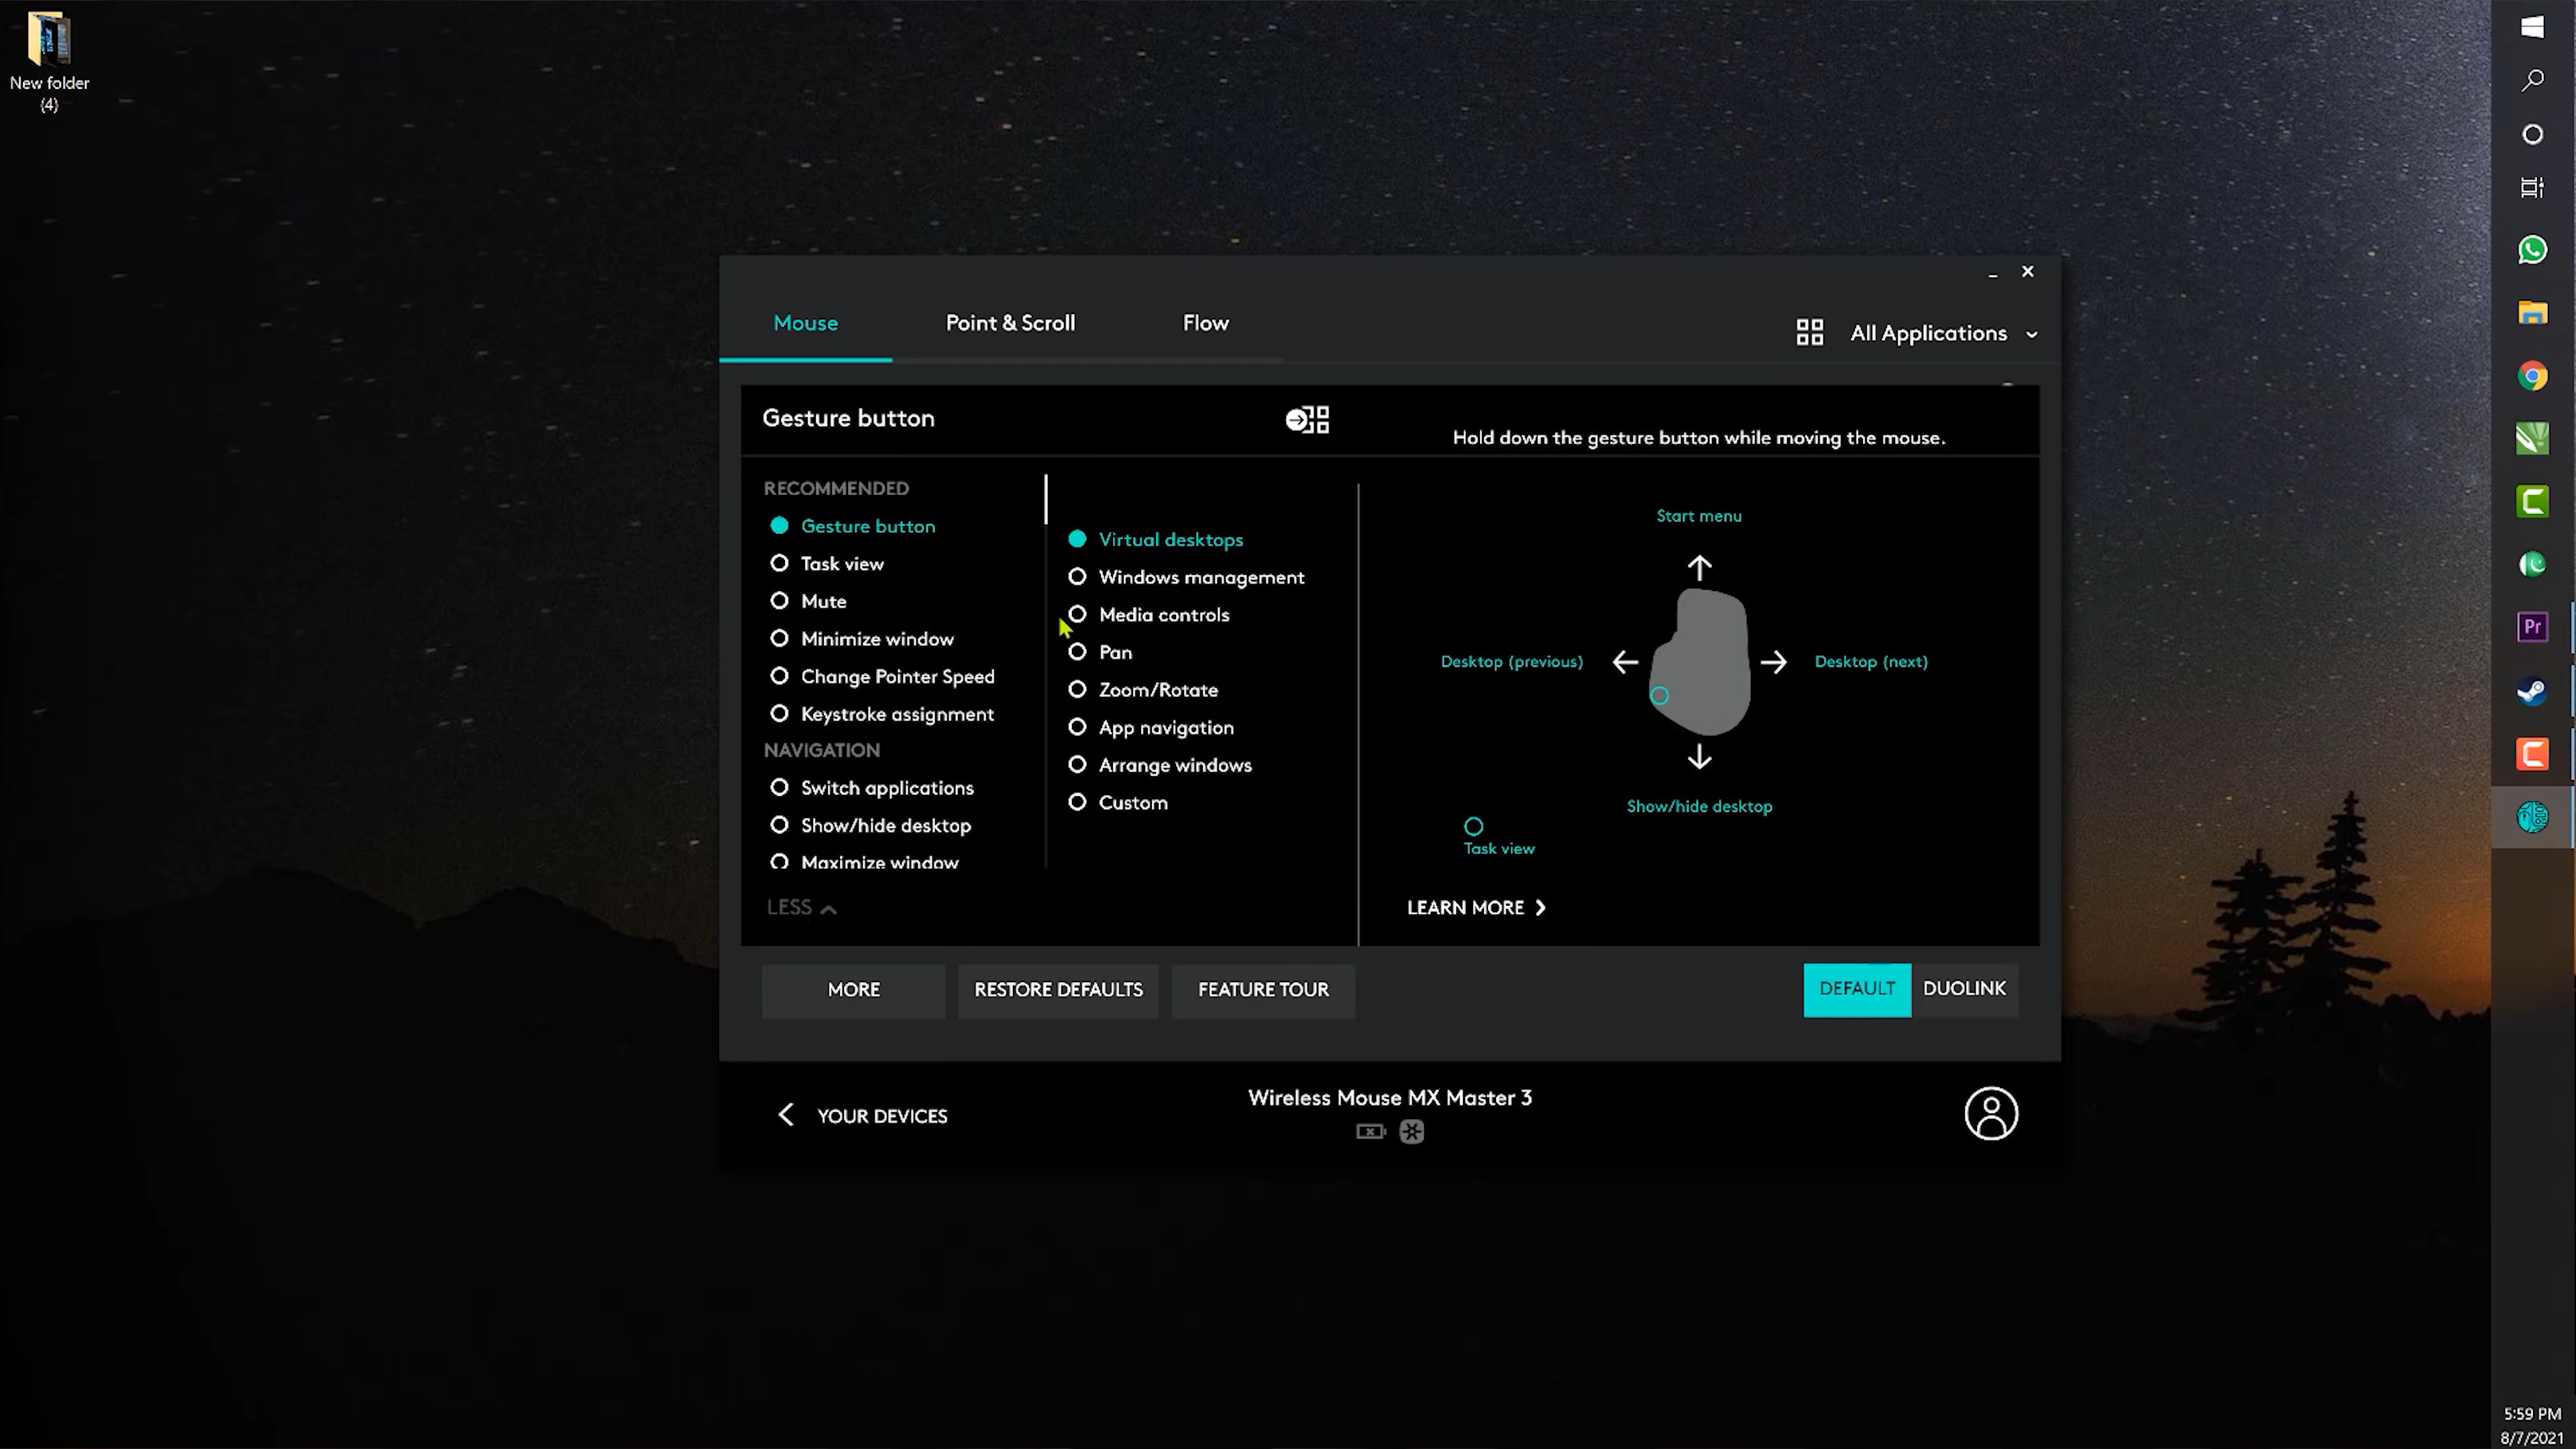 New folder
(4)
Mouse
Point & Scroll
Flow
All Applications
Gesture button
Hold down the gesture button while moving the mouse.
RECOMMENDED
Gesture button
Task view
Mute
Minimize window
Change Pointer Speed
Keystroke assignment
NAVIGATION
Switch applications
Show/hide desktop
Maximize window
LESS
Virtual desktops
Windows management
Media controls
Pan
Zoom/Rotate
App navigation
Arrange windows
Custom
Start menu
Desktop (previous)
Desktop (next)
Show/hide desktop
Task view
LEARN MORE
MORE
RESTORE DEFAULTS
FEATURE TOUR
DEFAULT
DUOLINK
YOUR DEVICES
Wireless Mouse MX Master 3
Pr
5:59 PM
8/7/2021